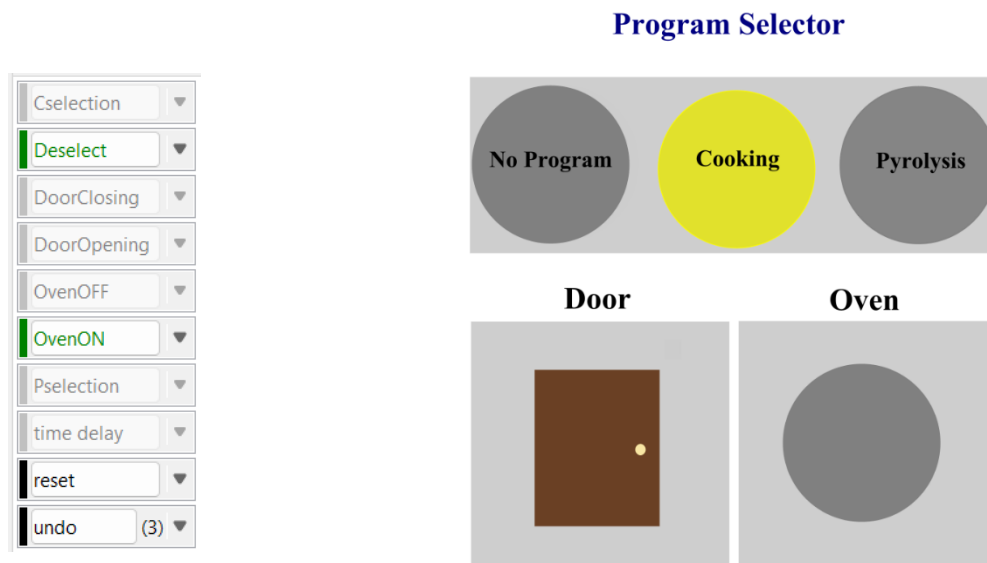 Program Selector
Cselection
Deselect
DoorClosing
DoorOpening
OvenOFF
OvenON
Pselection
time delay
reset
undo (3)
No Program
Cooking
Pyrolysis
Door
Oven